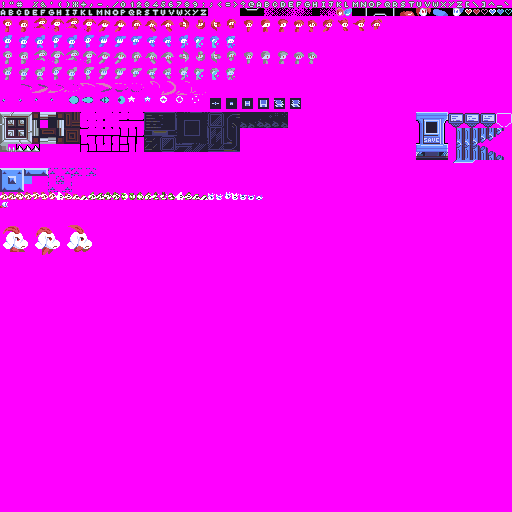 !"# %&'()*+,-./0123456789:;<=>?@ABCDEFGHIJKLMNOPQRSTUVWXYZ[\]^_
ABCDEFGHIJKLMNOPQRSTUVWXYZ
SAVE